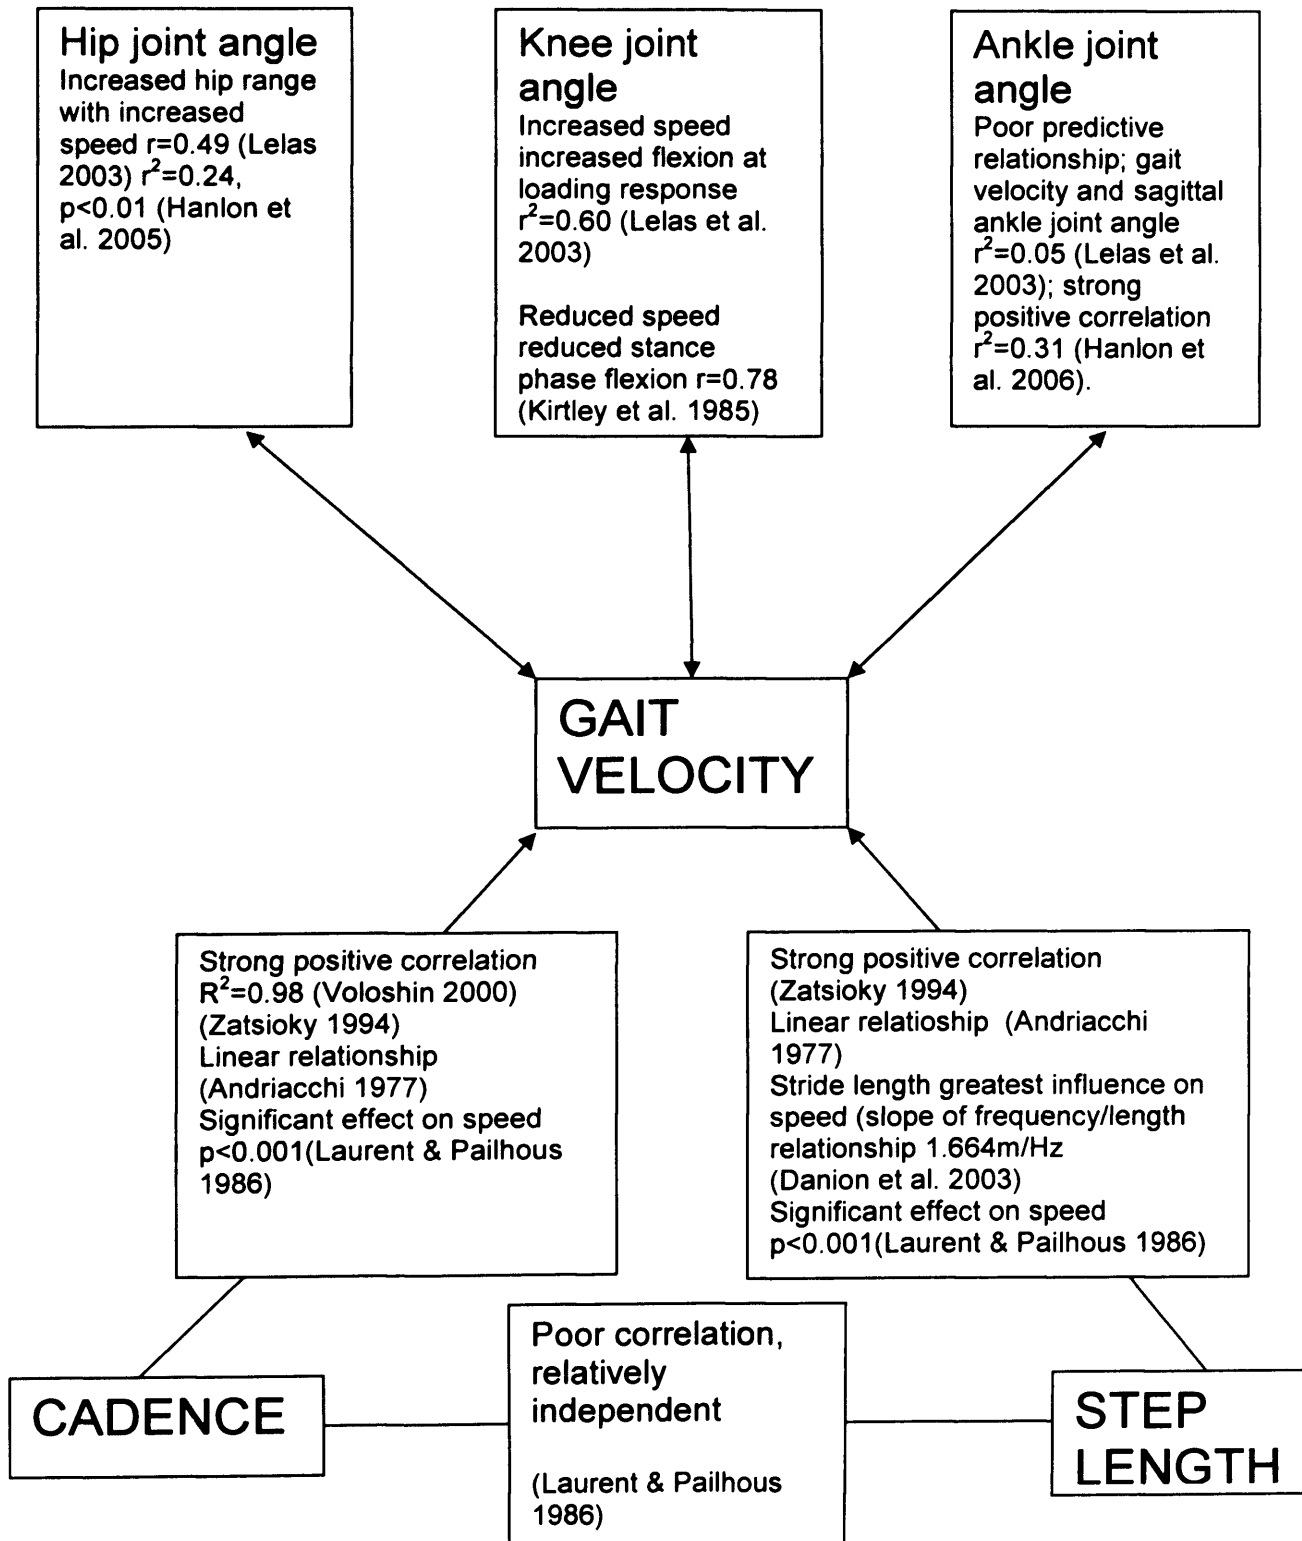 Hip joint angle
Increased hip range
with increased
speed r=0.49 (Lelas
2003) r²=0.24,
p<0.01 (Hanlon et
al. 2005)
Knee joint
angle
Increased speed
increased flexion at
loading response
r²=0.60 (Lelas et al.
2003)
Reduced speed
reduced stance
phase flexion r=0.78
(Kirtley et al. 1985)
Ankle joint
angle
Poor predictive
relationship; gait
velocity and sagittal
ankle joint angle
r²=0.05 (Lelas et al.
2003); strong
positive correlation
r²=0.31 (Hanlon et
al. 2006).
GAIT
VELOCITY
Strong positive correlation
R²=0.98 (Voloshin 2000)
(Zatsioky 1994)
Linear relationship
(Andriacchi 1977)
Significant effect on speed
p<0.001(Laurent & Pailhous
1986)
Strong positive correlation
(Zatsioky 1994)
Linear relatioship (Andriacchi
1977)
Stride length greatest influence on
speed (slope of frequency/length
relationship 1.664m/Hz
(Danion et al. 2003)
Significant effect on speed
p<0.001(Laurent & Pailhous 1986)
CADENCE
Poor correlation,
relatively
independent
(Laurent & Pailhous
1986)
STEP
LENGTH